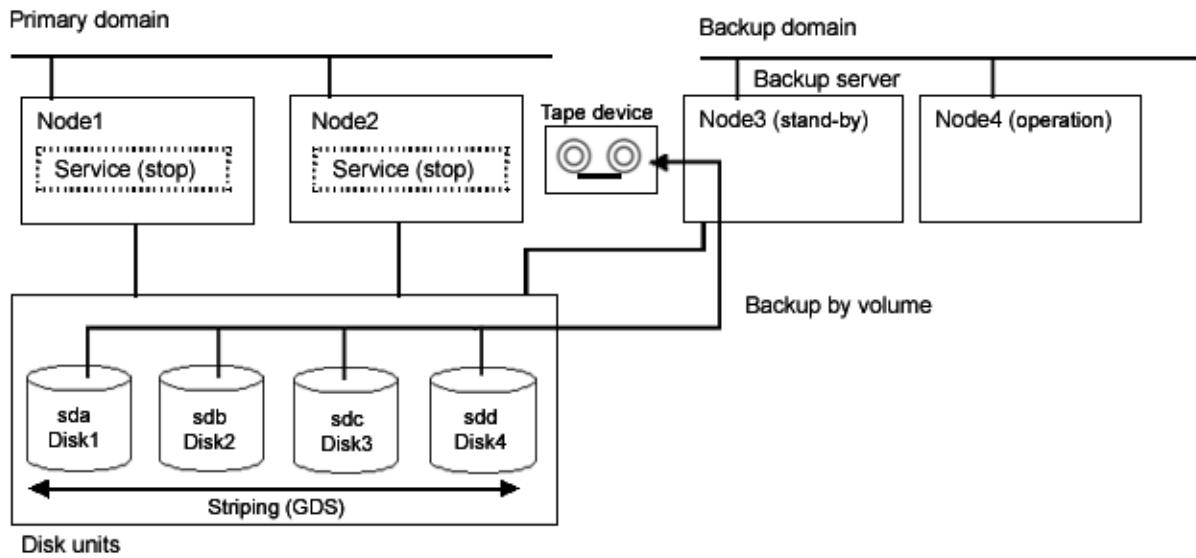 Primary domain
Backup domain
Backup server
Node1
Service (stop)
Node2
Service (stop)
Tape device
Node3 (stand-by)
Node4 (operation)
Backup by volume
sda
Disk1
sdb
Disk2
sdc
Disk3
sdd
Disk4
Striping (GDS)
Disk units